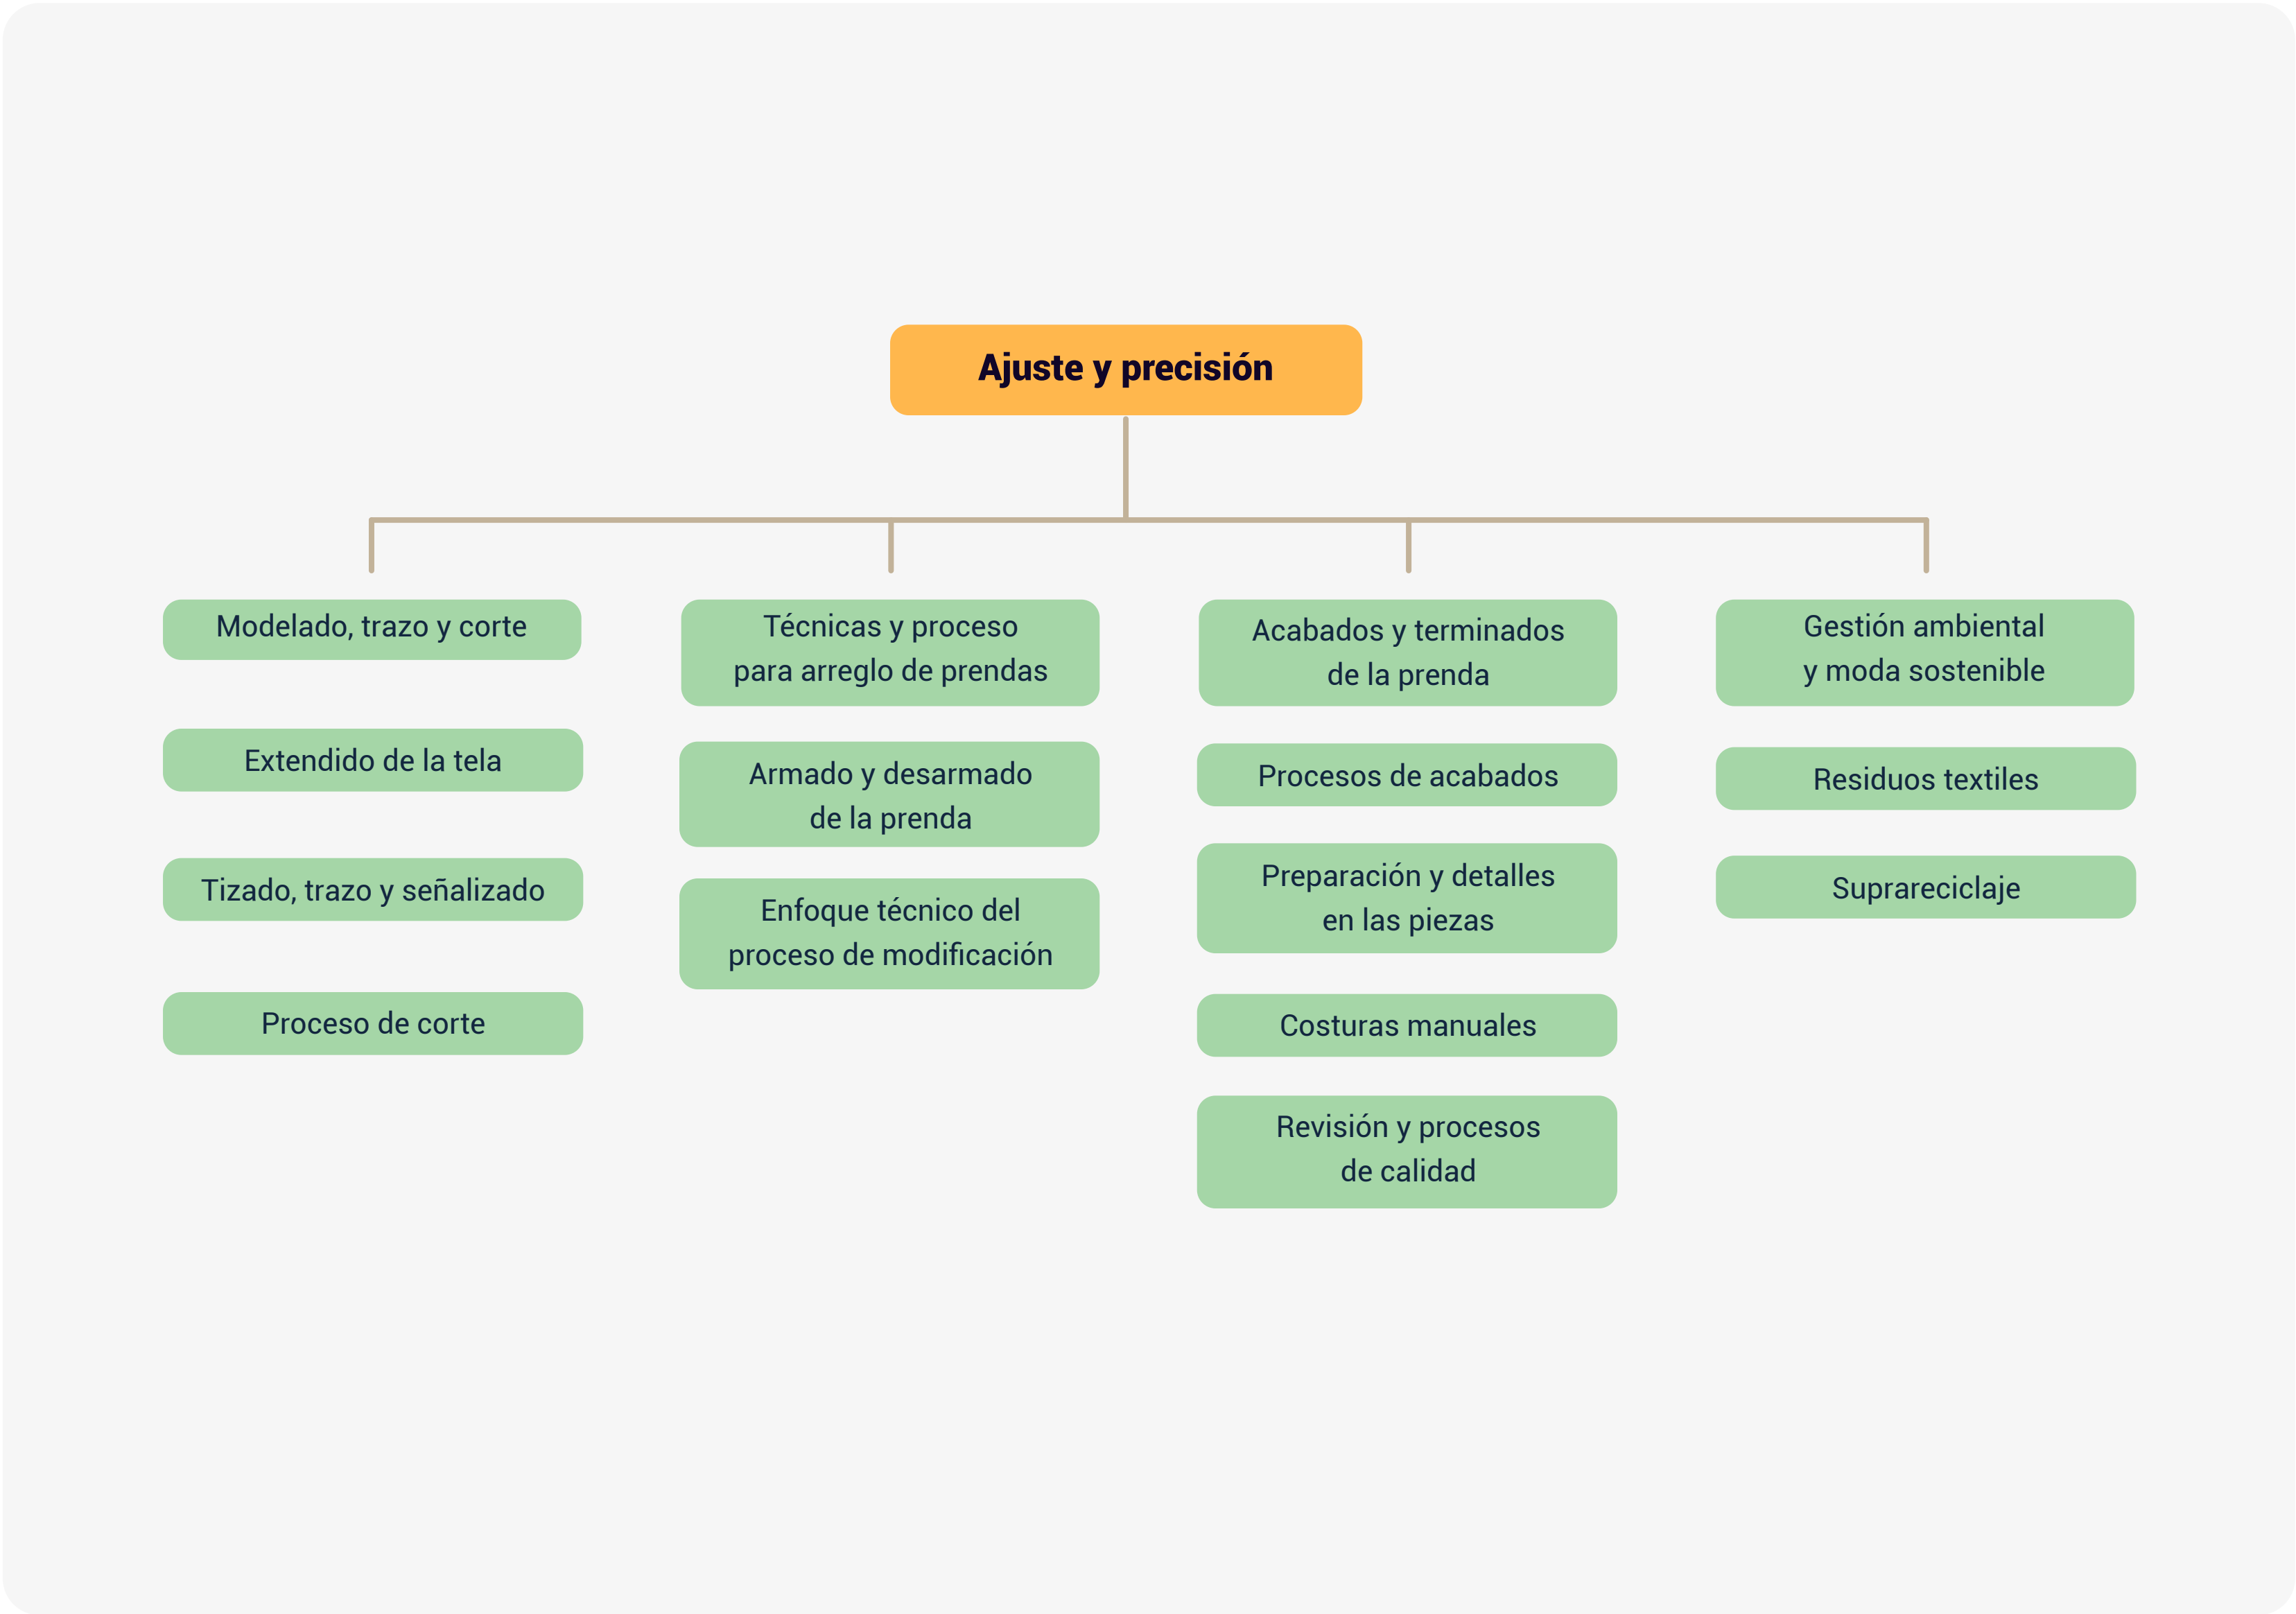 Ajuste y precisión
Modelado, trazo y corte
Extendido de la tela
Tizado, trazo y señalizado
Proceso de corte
Técnicas y proceso
para arreglo de prendas
Armado y desarmado
de la prenda
Enfoque técnico del
proceso de modificación
Acabados y terminados
de la prenda
Procesos de acabados
Preparación y detalles
en las piezas
Costuras manuales
Revisión y procesos
de calidad
Gestión ambiental
y moda sostenible
Residuos textiles
Suprareciclaje